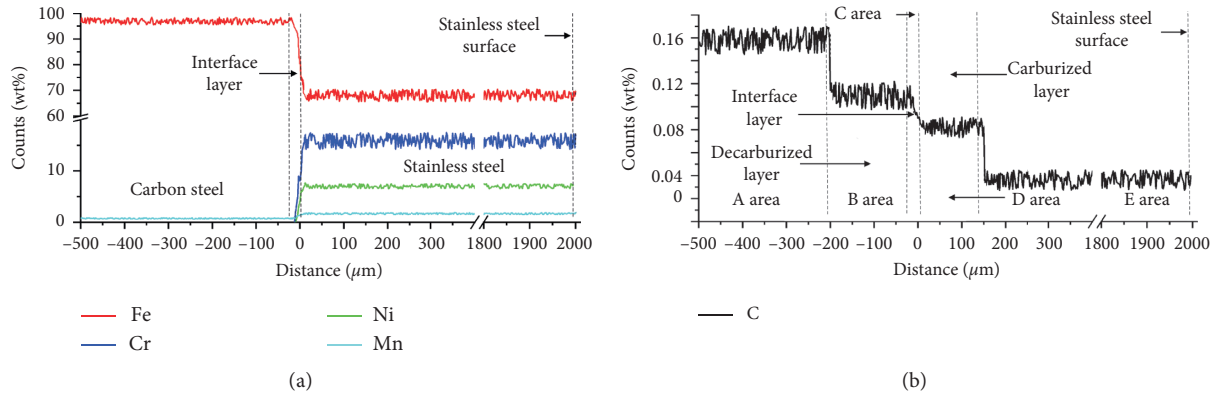 100
90
80
70
60
10
0
Counts (wt%)
Stainless steel
surface
Interface
layer
Stainless steel
Carbon steel
−500 −400 −300 −200 −100 0 100 200 300 1800 1900 2000
Distance (μm)
Fe
Ni
Cr
Mn
(a)
0.16
0.12
0.08
0.04
0
Counts (wt%)
C area
Stainless steel
surface
Carburized
layer
Interface
layer
Decarburized
layer
A area
B area
D area
E area
−500 −400 −300 −200 −100 0 100 300 1800 1900 2000
Distance (μm)
C
(b)